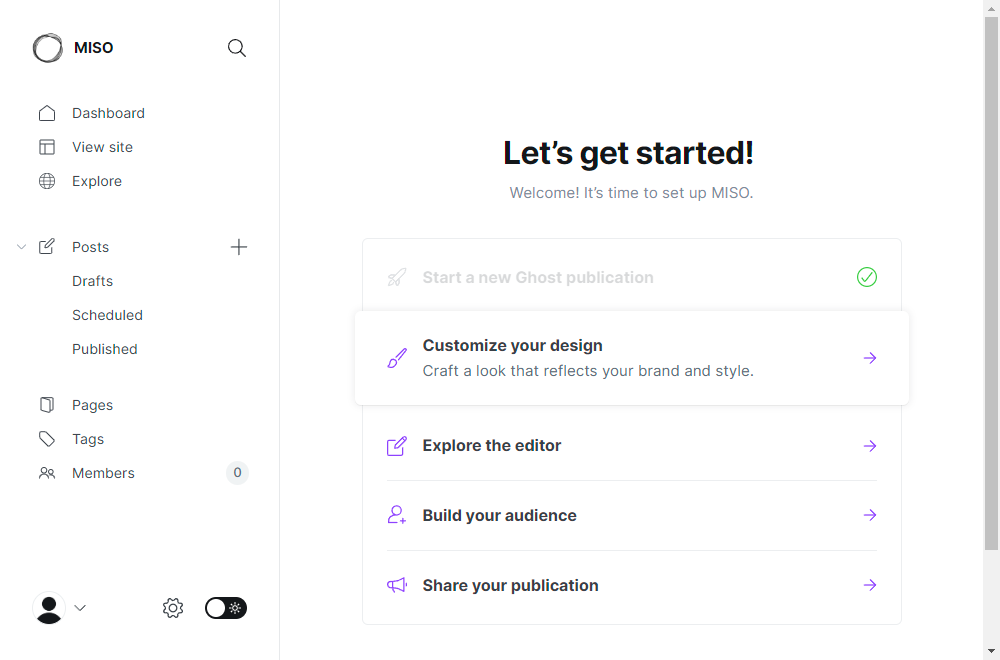 MISO
Dashboard
View site
Explore
Posts
Drafts
Scheduled
Published
Pages
Tags
Members
0
Let’s get started!
Welcome! It’s time to set up MISO.
Start a new Ghost publication
Customize your design
Craft a look that reflects your brand and style.
Explore the editor
Build your audience
Share your publication